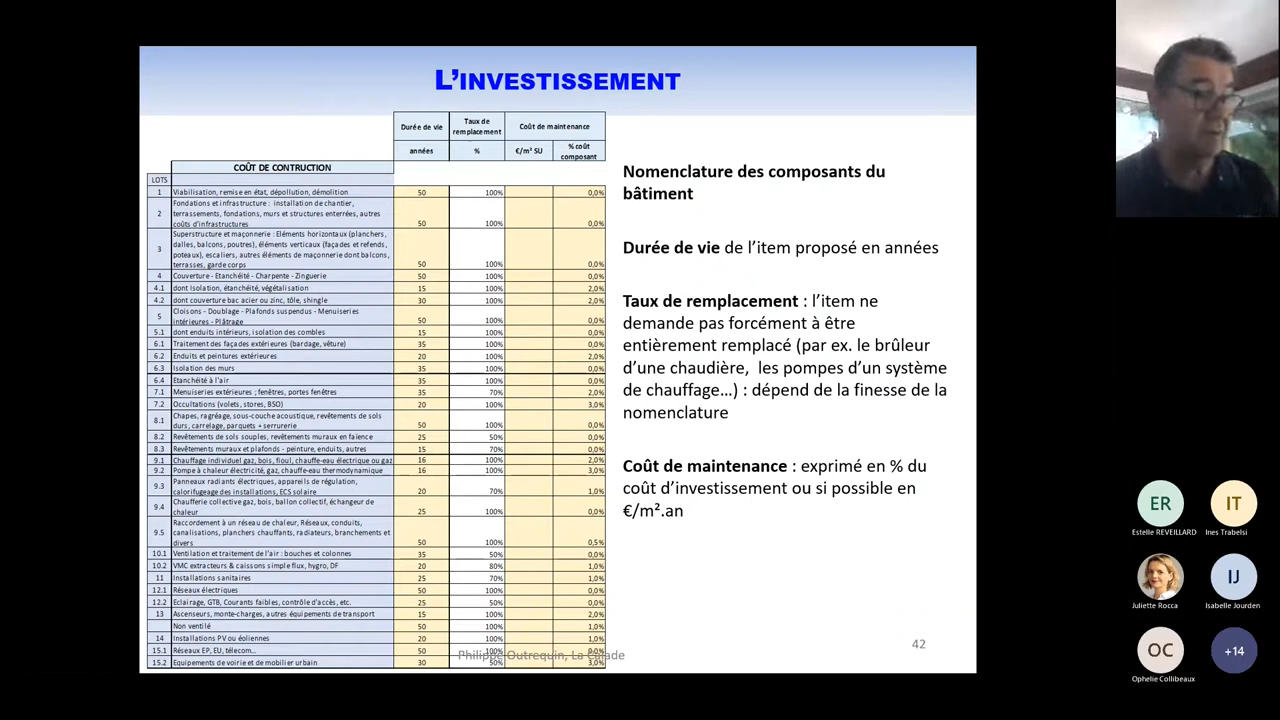 L'INVESTISSEMENT
Durée de vie
Taux de
remplacement
Coût de maintenance
années
%
€/m² SU
% coût
composant
COÛT DE CONTRUCTION
LOTS
1 Viabilisation, remise en état, dépollution, démolition 50 100% 0,0%
2 Fondations et infrastructure : installation de chantier,
terrassements, fondations, murs et structures enterrées, autres
coûts d'infrastructures 50 100% 0,0%
3 Superstructure et maçonnerie : Eléments horizontaux (planchers,
dalles, balcons, poutres), éléments verticaux (façades et refends,
poteaux), escaliers, autres éléments de maçonnerie dont balcons,
terrasses, garde corps 50 100% 0,0%
4 Couverture - Etanchéité - Charpente - Zinguerie 50 100% 0,0%
4.1 dont Isolation, étanchéité, végétalisation 15 100% 2,0%
4.2 dont couverture bac acier ou zinc, tôle, shingle 30 100% 2,0%
5 Cloisons - Doublage - Plafonds suspendus - Menuiseries
intérieures - Plâtrage 50 100% 0,0%
5.1 dont enduits intérieurs, isolation des combles 15 100% 0,0%
6.1 Traitement des façades extérieures (bardage, vêture) 35 100% 0,0%
6.2 Enduits et peintures extérieures 20 100% 2,0%
6.3 Isolation des murs 35 100% 0,0%
6.4 Etanchéité à l'air 35 100% 0,0%
7.1 Menuiseries extérieures ; fenêtres, portes fenêtres 35 70% 2,0%
7.2 Occultations (volets, stores, BSO) 20 100% 3,0%
8.1 Chapes, ragréage, sous-couche acoustique, revêtements de sols
durs, carrelage, parquets + serrurerie 50 100% 0,0%
8.2 Revêtements de sols souples, revêtements muraux en faïence 25 50% 0,0%
8.3 Revêtements muraux et plafonds - peinture, enduits, autres 15 70% 0,0%
9.1 Chauffage individuel gaz, bois, fioul, chauffe-eau électrique ou gaz 16 100% 2,0%
9.2 Pompe à chaleur électricité, gaz, chauffe-eau thermodynamique 16 100% 3,0%
9.3 Panneaux radiants électriques, appareils de régulation,
calorifugeage des installations, ECS solaire 20 70% 1,0%
9.4 Chaufferie collective gaz, bois, ballon collectif, échangeur de
chaleur 25 100% 0,0%
9.5 Raccordement à un réseau de chaleur, Réseaux, conduits,
canalisations, planchers chauffants, radiateurs, branchements et
divers 50 100% 0,5%
10.1 Ventilation et traitement de l'air : bouches et colonnes 35 50% 0,0%
10.2 VMC extracteurs & caissons simple flux, hygro, DF 20 80% 1,0%
11 Installations sanitaires 25 70% 1,0%
12.1 Réseaux électriques 50 100% 0,0%
12.2 Eclairage, GTB, Courants faibles, contrôle d'accès, etc. 25 50% 0,0%
13 Ascenseurs, monte-charges, autres équipements de transport 15 100% 2,0%
Non ventilé 50 100% 1,0%
14 Installations PV ou éoliennes 20 100% 1,0%
15.1 Réseaux EP, EU, télecom... 50 100% 0,0%
15.2 Equipements de voirie et de mobilier urbain 30 50% 3,0%
Philippe Outrequin, La Calade
Nomenclature des composants du
bâtiment
Durée de vie de l'item proposé en années
Taux de remplacement : l'item ne
demande pas forcément à être
entièrement remplacé (par ex. le brûleur
d'une chaudière, les pompes d'un système
de chauffage...) : dépend de la finesse de la
nomenclature
Coût de maintenance : exprimé en % du
coût d'investissement ou si possible en
€/m².an
42
ER
Estelle REVEILLARD
IT
Ines Trabelsi
Juliette Rocca
IJ
Isabelle Jourden
OC
Ophelie Collibeaux
+14